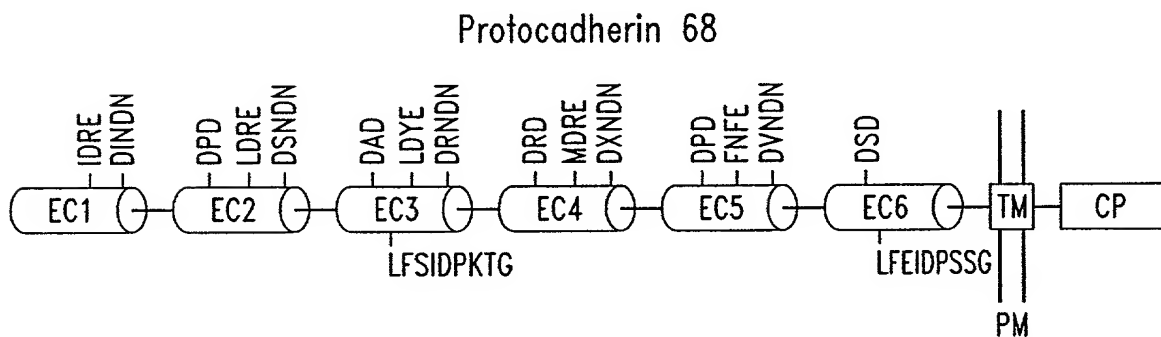 Protocadherin 68
IDRE
DINDN
DPD
LDRE
DSNDN
DAD
LDYE
DRNDN
DRD
MDRE
DXNDN
DPD
FNFE
DVNDN
DSD
EC1
EC2
EC3
EC4
EC5
EC6
TM
CP
LFSIDPKTG
LFEIDPSSG
PM